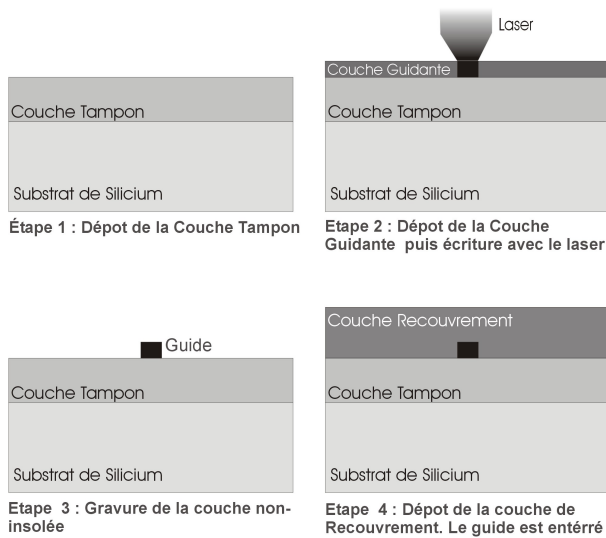 Couche Tampon
Substrat de Silicium
Étape 1 : Dépot de la Couche Tampon
Laser
Couche Guidante
Couche Tampon
Substrat de Silicium
Etape 2 : Dépot de la Couche
Guidante puis écriture avec le laser
Guide
Couche Tampon
Substrat de Silicium
Etape 3 : Gravure de la couche non-
insolée
Couche Recouvrement
Couche Tampon
Substrat de Silicium
Etape 4 : Dépot de la couche de
Recouvrement. Le guide est entérré